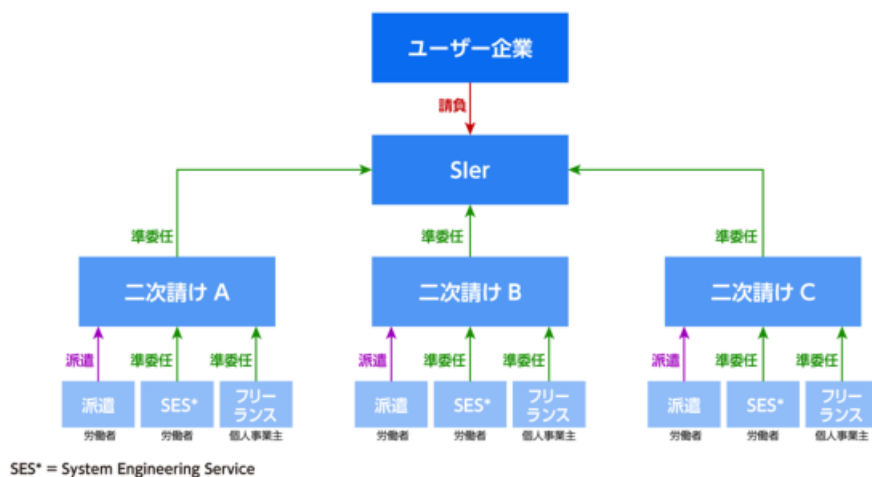 ユーザー企業
請負
SIer
準委任
準委任
準委任
二次請け A
二次請け B
二次請け C
派遣
準委任
準委任
派遣
準委任
準委任
派遣
準委任
準委任
派遣
SES*
フリー
ランス
派遣
SES*
フリー
ランス
派遣
SES*
フリー
ランス
労働者
労働者
個人事業主
労働者
労働者
個人事業主
労働者
労働者
個人事業主
SES* = System Engineering Service